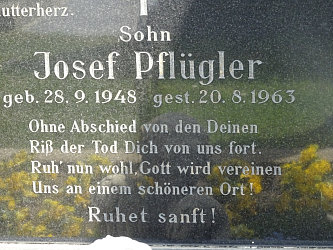 utterherz.
Sohn
Josef Pflügler
geb. 28. 9. 1948 gest. 20. 8. 1963
Ohne Abschied von den Deinen
Riß der Tod Dich von uns fort.
Ruh' nun wohl, Gott wird vereinen
Uns an einem schöneren Ort!
Ruhet sanft!